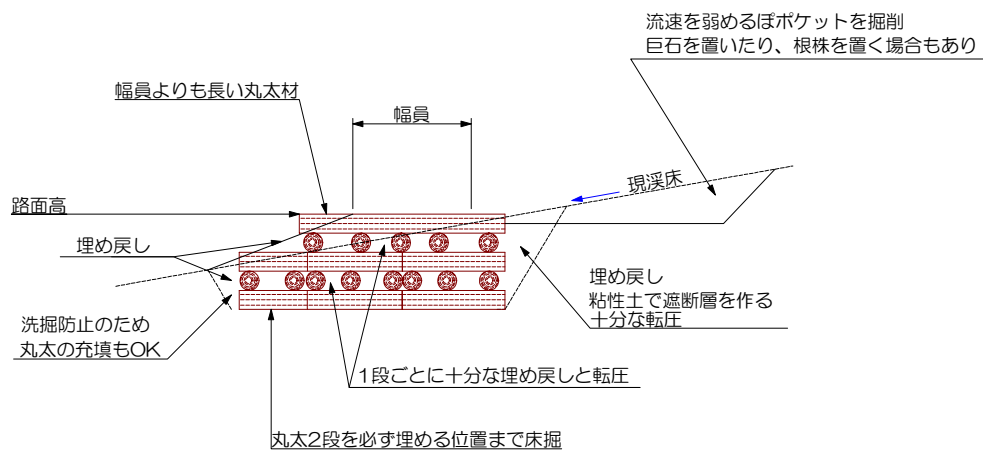 流速を弱めるぽポケットを掘削
巨石を置いたり、根株を置く場合もあり
幅員よりも長い丸太材
幅員
現渓床
路面高
埋め戻し
埋め戻し
粘性土で遮断層を作る
十分な転圧
洗掘防止のため
丸太の充填もOK
1段ごとに十分な埋め戻しと転圧
丸太2段を必ず埋める位置まで床掘